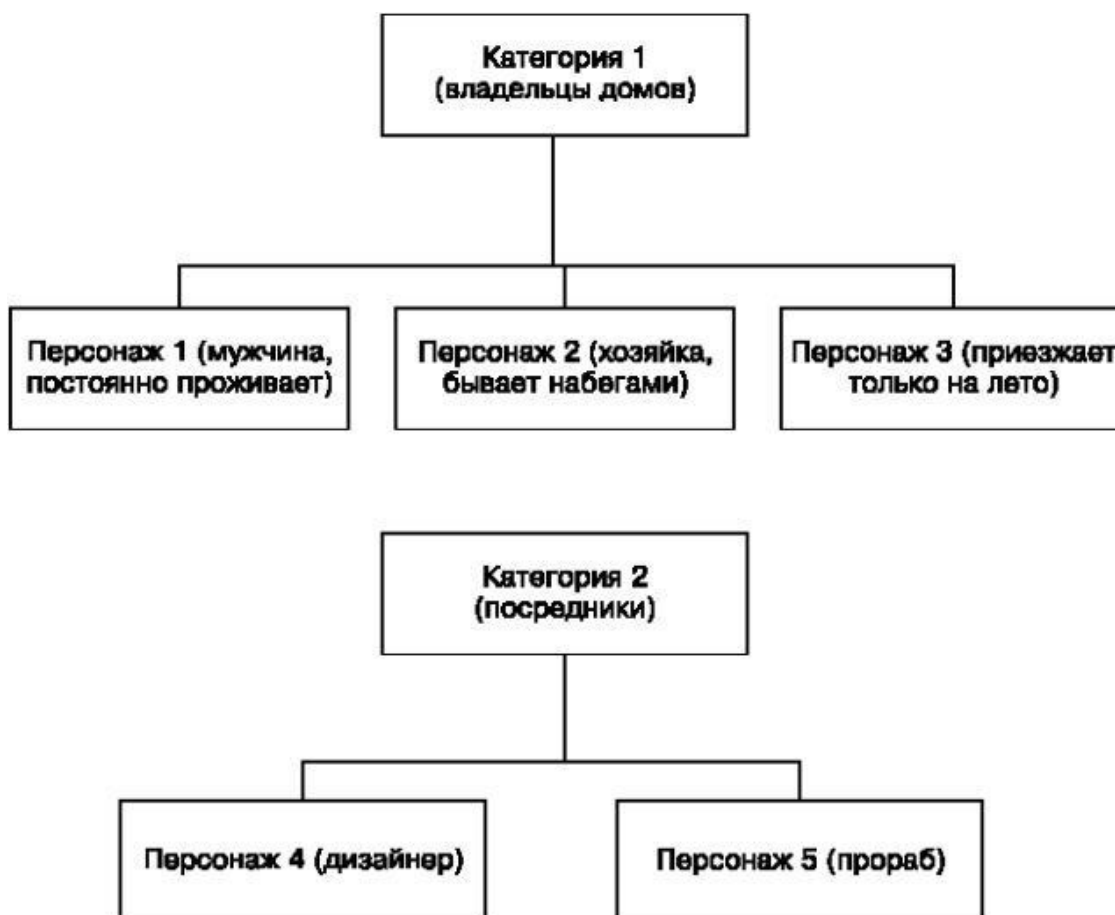 Категория 1
(владельцы домов)
Персонаж 1 (мужчина,
постоянно проживает)
Персонаж 2 (хозяйка,
бывает набегами)
Персонаж 3 (приезжает
только на лето)
Категория 2
(посредники)
Персонаж 4 (дизайнер)
Персонаж 5 (прораб)